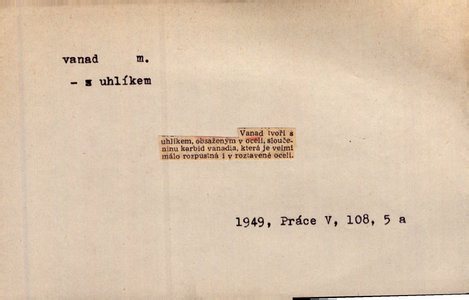 vanad m.
- s uhlíkem
Vanad tvoří s
uhlíkem, obsaženým v oceli, slouče-
ninu karbid vanadia, která je velmi
málo rozpustná i v roztavené oceli.
1949, Práce V, 108, 5 a